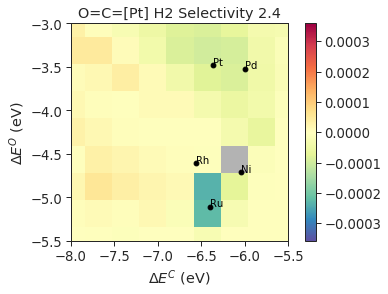 O=C=[Pt] H2 Selectivity 2.4
−3.0
−3.5
−4.0
−4.5
−5.0
−5.5
ΔE^O (eV)
Pt
Pd
Rh
Ni
Ru
−8.0 −7.5 −7.0 −6.5 −6.0 −5.5
ΔE^C (eV)
0.0003
0.0002
0.0001
0.0000
−0.0001
−0.0002
−0.0003